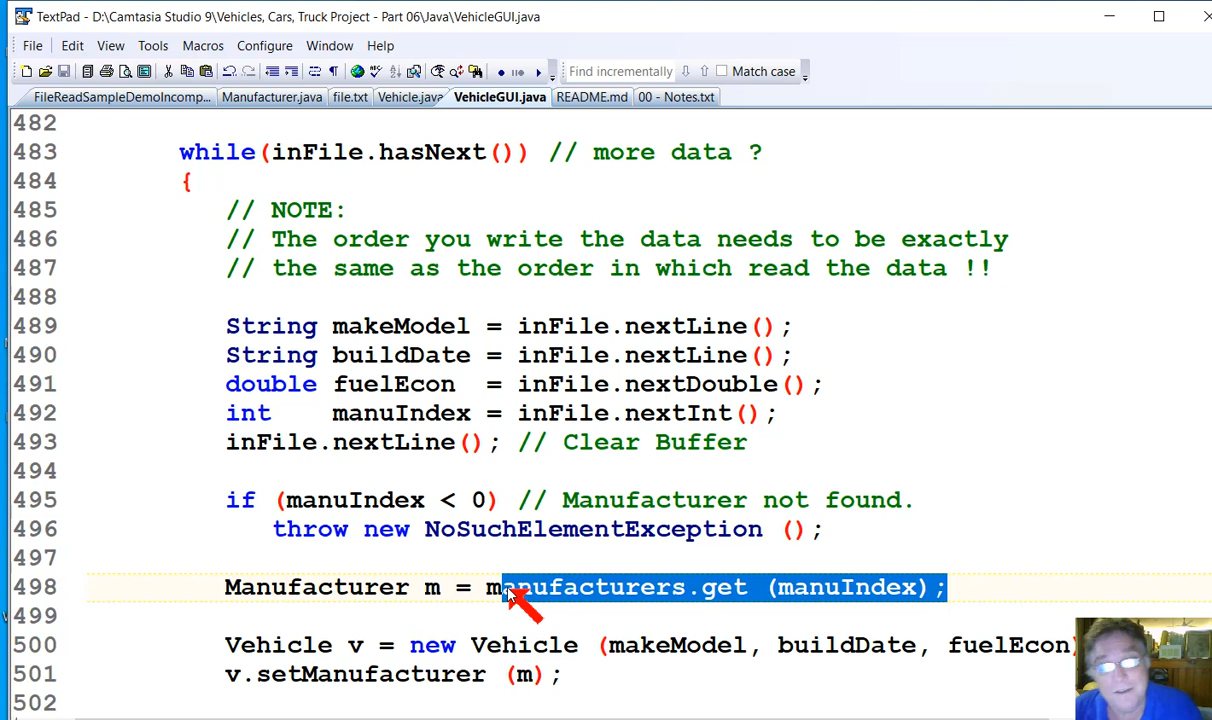 TextPad - D:\Camtasia Studio 9\Vehicles, Cars, Truck Project - Part 06\Java\VehicleGUI.java
File Edit View Tools Macros Configure Window Help
Find incrementally Match case
FileReadSampleDemoIncomp... Manufacturer.java file.txt Vehicle.java VehicleGUI.java README.md 00 - Notes.txt
482
483 while(inFile.hasNext()) // more data ?
484 {
485 // NOTE:
486 // The order you write the data needs to be exactly
487 // the same as the order in which read the data !!
488
489 String makeModel = inFile.nextLine();
490 String buildDate = inFile.nextLine();
491 double fuelEcon = inFile.nextDouble();
492 int manuIndex = inFile.nextInt();
493 inFile.nextLine(); // Clear Buffer
494
495 if (manuIndex < 0) // Manufacturer not found.
496 throw new NoSuchElementException ();
497
498 Manufacturer m = manufacturers.get (manuIndex);
499
500 Vehicle v = new Vehicle (makeModel, buildDate, fuelEcon)
501 v.setManufacturer (m);
502